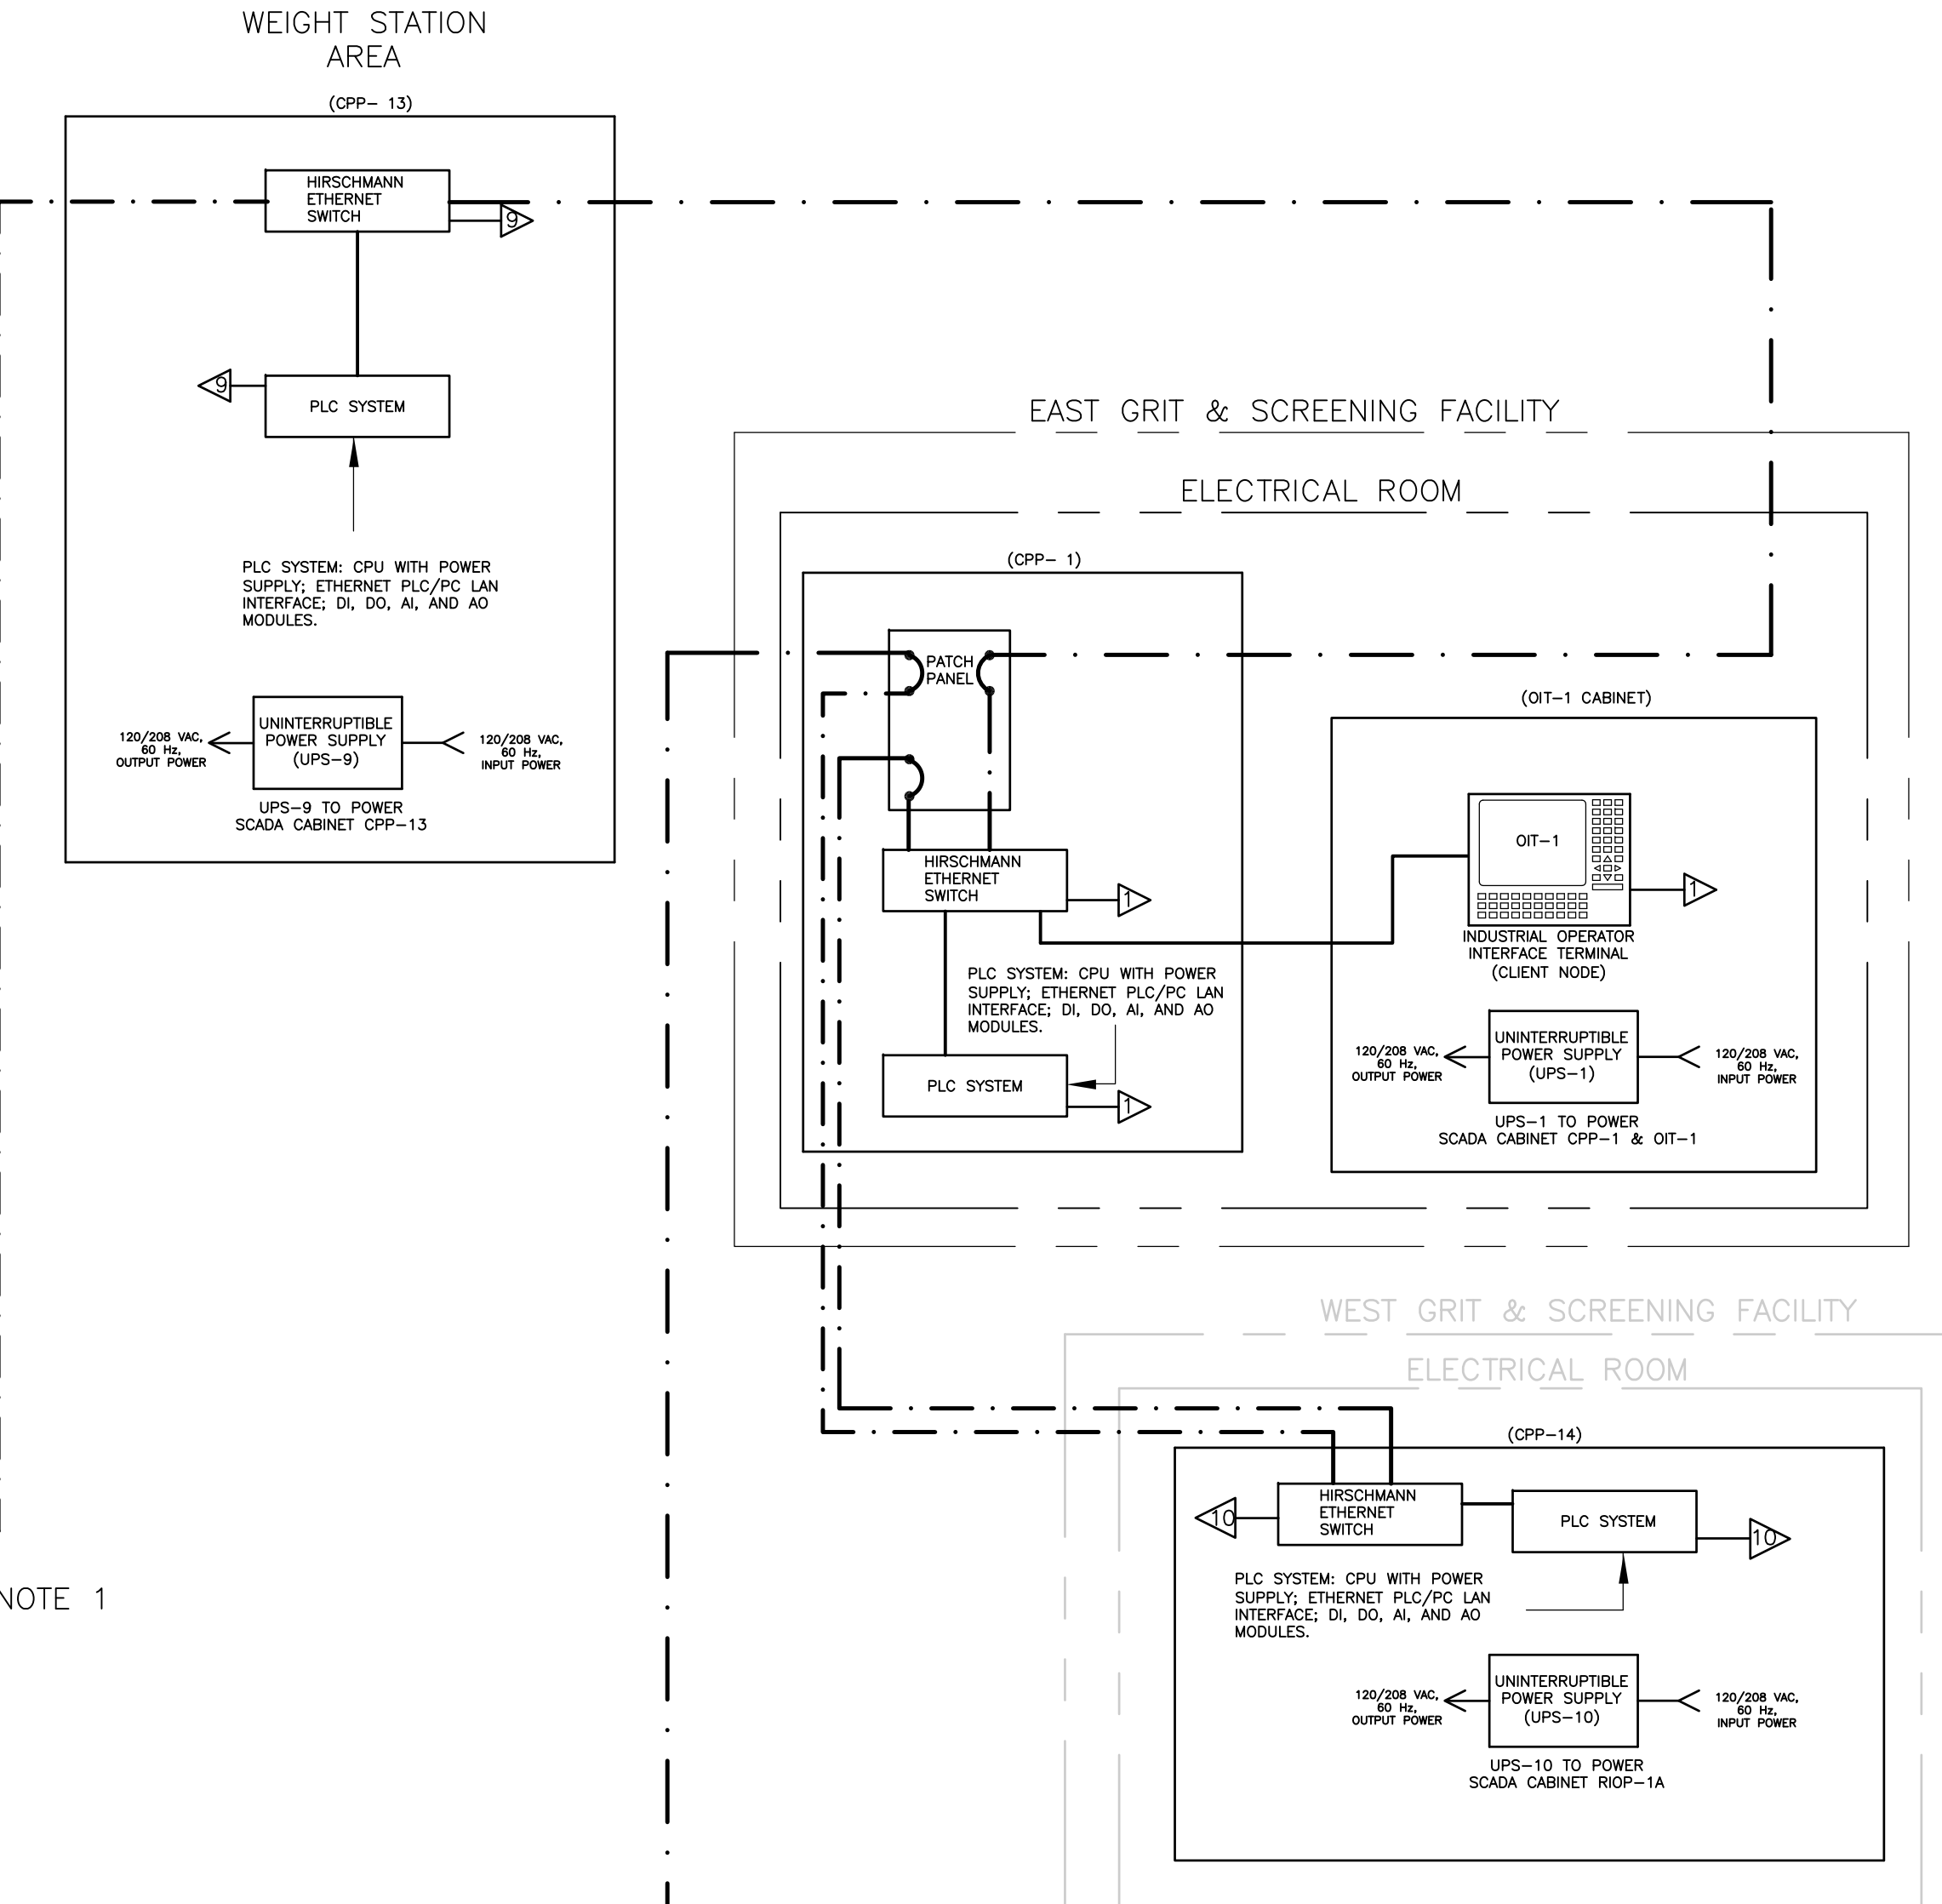 WEIGHT STATION
AREA
(CPP- 13)
HIRSCHMANN
ETHERNET
SWITCH
9
9
PLC SYSTEM
PLC SYSTEM: CPU WITH POWER
SUPPLY; ETHERNET PLC/PC LAN
INTERFACE; DI, DO, AI, AND AO
MODULES.
120/208 VAC,
60 Hz,
OUTPUT POWER
UNINTERRUPTIBLE
POWER SUPPLY
(UPS-9)
120/208 VAC,
60 Hz,
INPUT POWER
UPS-9 TO POWER
SCADA CABINET CPP-13
EAST GRIT & SCREENING FACILITY
ELECTRICAL ROOM
(CPP- 1)
PATCH
PANEL
HIRSCHMANN
ETHERNET
SWITCH
1
PLC SYSTEM: CPU WITH POWER
SUPPLY; ETHERNET PLC/PC LAN
INTERFACE; DI, DO, AI, AND AO
MODULES.
PLC SYSTEM
1
(OIT-1 CABINET)
OIT-1
1
INDUSTRIAL OPERATOR
INTERFACE TERMINAL
(CLIENT NODE)
120/208 VAC,
60 Hz,
OUTPUT POWER
UNINTERRUPTIBLE
POWER SUPPLY
(UPS-1)
120/208 VAC,
60 Hz,
INPUT POWER
UPS-1 TO POWER
SCADA CABINET CPP-1 & OIT-1
WEST GRIT & SCREENING FACILITY
ELECTRICAL ROOM
(CPP-14)
10
HIRSCHMANN
ETHERNET
SWITCH
PLC SYSTEM
10
PLC SYSTEM: CPU WITH POWER
SUPPLY; ETHERNET PLC/PC LAN
INTERFACE; DI, DO, AI, AND AO
MODULES.
120/208 VAC,
60 Hz,
OUTPUT POWER
UNINTERRUPTIBLE
POWER SUPPLY
(UPS-10)
120/208 VAC,
60 Hz,
INPUT POWER
UPS-10 TO POWER
SCADA CABINET RIOP-1A
NOTE 1